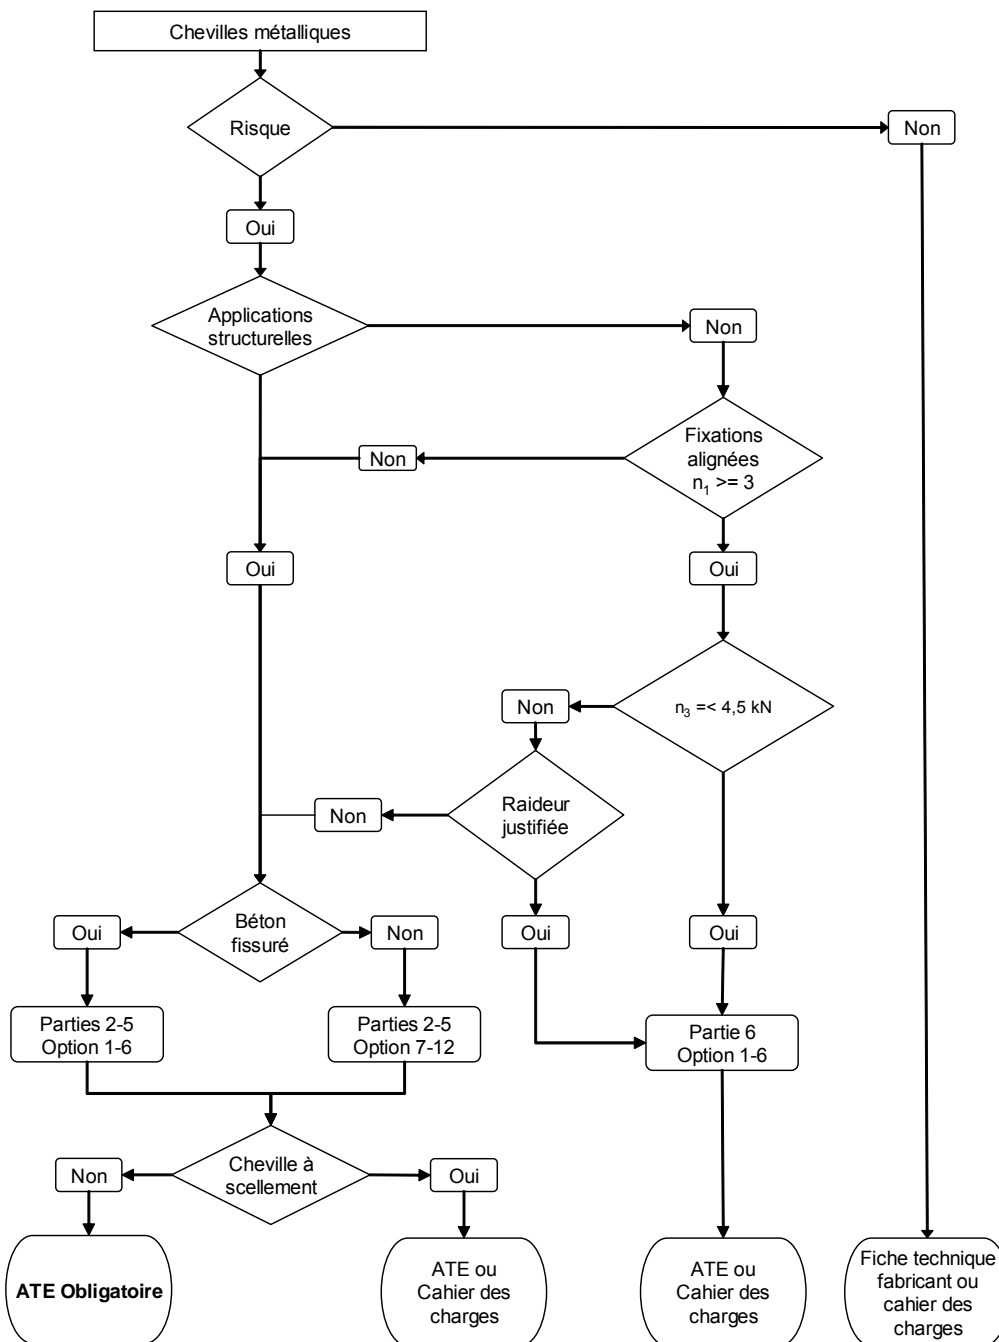 Chevilles métalliques
Risque
Non
Oui
Applications
structurelles
Non
Fixations
alignées
n₁ >= 3
Non
Oui
Oui
n₃ =< 4,5 kN
Non
Raideur
justifiée
Non
Béton
fissuré
Oui
Non
Oui
Oui
Parties 2-5
Option 1-6
Parties 2-5
Option 7-12
Partie 6
Option 1-6
Cheville à
scellement
Non
Oui
ATE Obligatoire
ATE ou
Cahier des
charges
ATE ou
Cahier des
charges
Fiche technique
fabricant ou
cahier des
charges